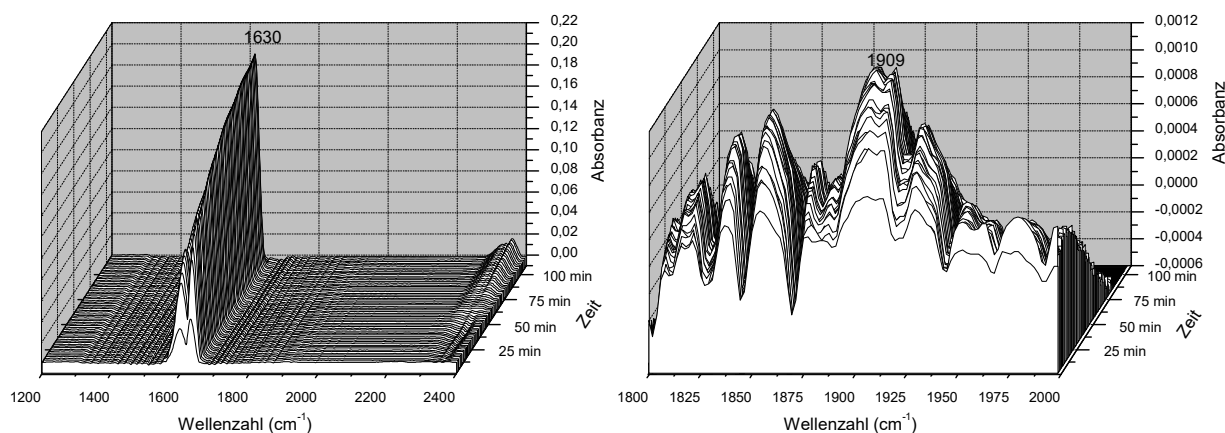 1630
0,22
0,20
0,18
0,16
0,14
0,12
0,10
0,08
0,06
0,04
0,02
0,00
Absorbanz
100 min
75 min
50 min
25 min
Zeit
1200 1400 1600 1800 2000 2200 2400
Wellenzahl (cm⁻¹)
1909
0,0012
0,0010
0,0008
0,0006
0,0004
0,0002
0,0000
-0,0002
-0,0004
-0,0006
Absorbanz
100 min
75 min
50 min
25 min
Zeit
1800 1825 1850 1875 1900 1925 1950 1975 2000
Wellenzahl (cm⁻¹)